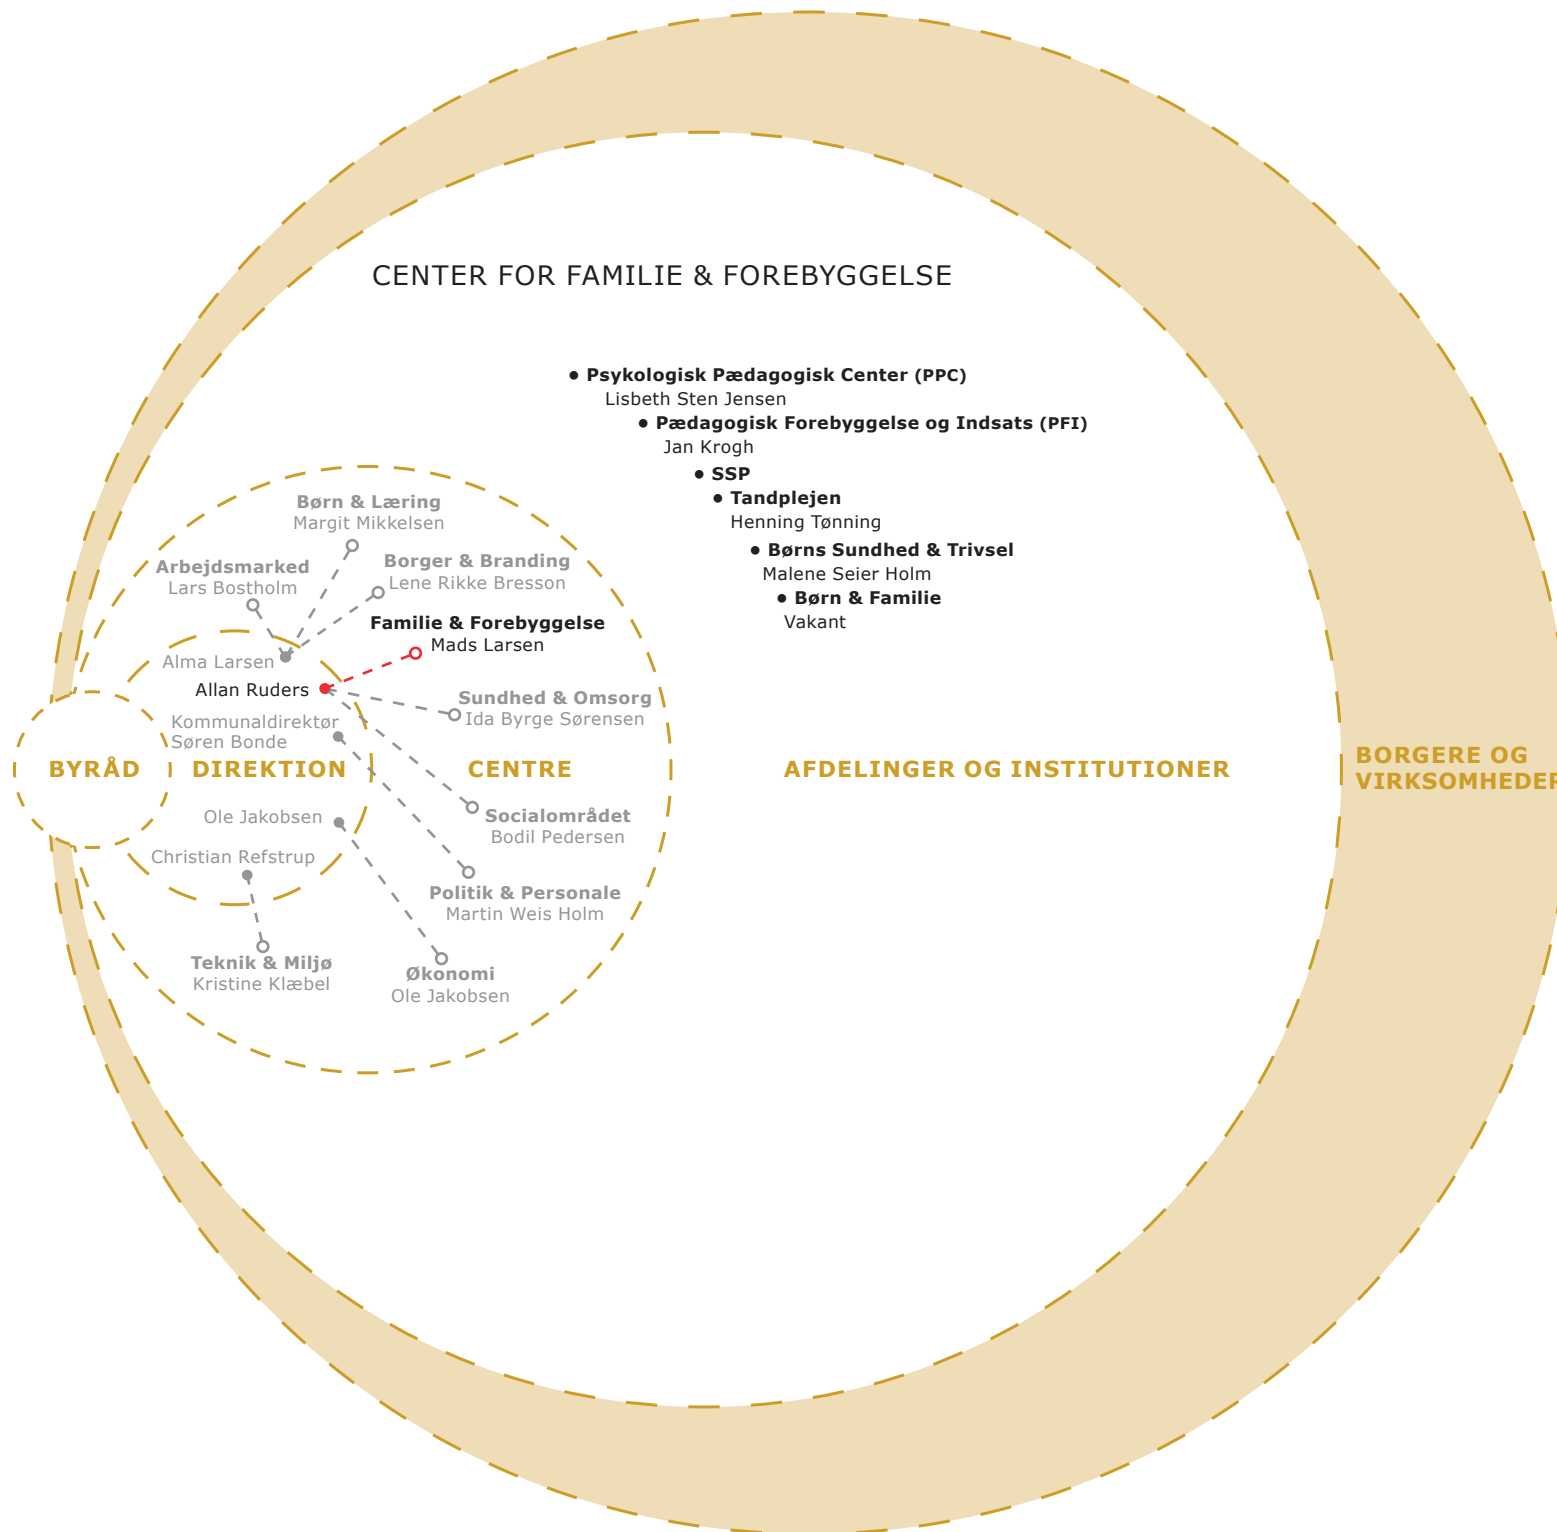 CENTER FOR FAMILIE & FOREBYGGELSE
• Psykologisk Pædagogisk Center (PPC)
Lisbeth Sten Jensen
• Pædagogisk Forebyggelse og Indsats (PFI)
Jan Krogh
• SSP
• Tandplejen
Henning Tønning
• Børns Sundhed & Trivsel
Malene Seier Holm
• Børn & Familie
Vakant
Børn & Læring
Margit Mikkelsen
Arbejdsmarked
Lars Bostholm
Borger & Branding
Lene Rikke Bresson
Familie & Forebyggelse
Mads Larsen
Alma Larsen
Allan Ruders
Sundhed & Omsorg
Ida Byrge Sørensen
Kommunaldirektør
Søren Bonde
BYRÅD
DIREKTION
CENTRE
AFDELINGER OG INSTITUTIONER
BORGERE OG
VIRKSOMHEDER
Ole Jakobsen
Socialområdet
Bodil Pedersen
Christian Refstrup
Politik & Personale
Martin Weis Holm
Teknik & Miljø
Kristine Klæbel
Økonomi
Ole Jakobsen